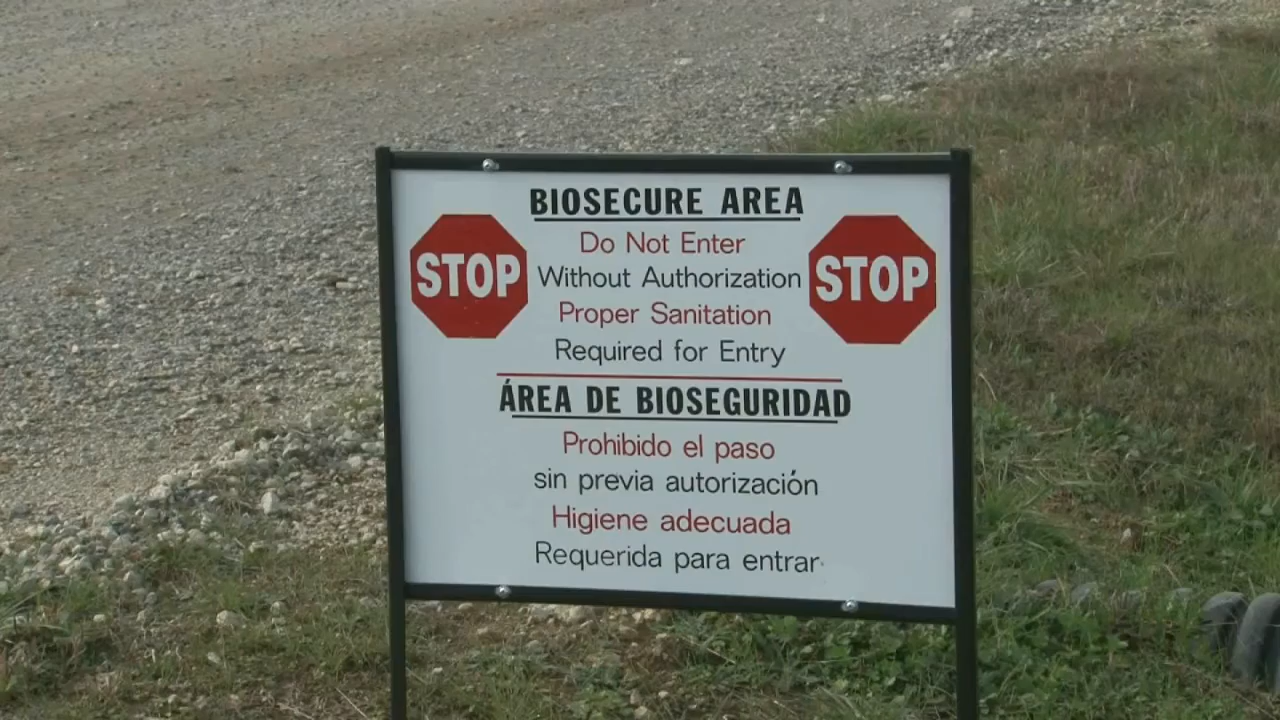 BIOSECURE AREA
Do Not Enter
STOP Without Authorization STOP
Proper Sanitation
Required for Entry
ÁREA DE BIOSEGURIDAD
Prohibido el paso
sin previa autorización
Higiene adecuada
Requerida para entrar